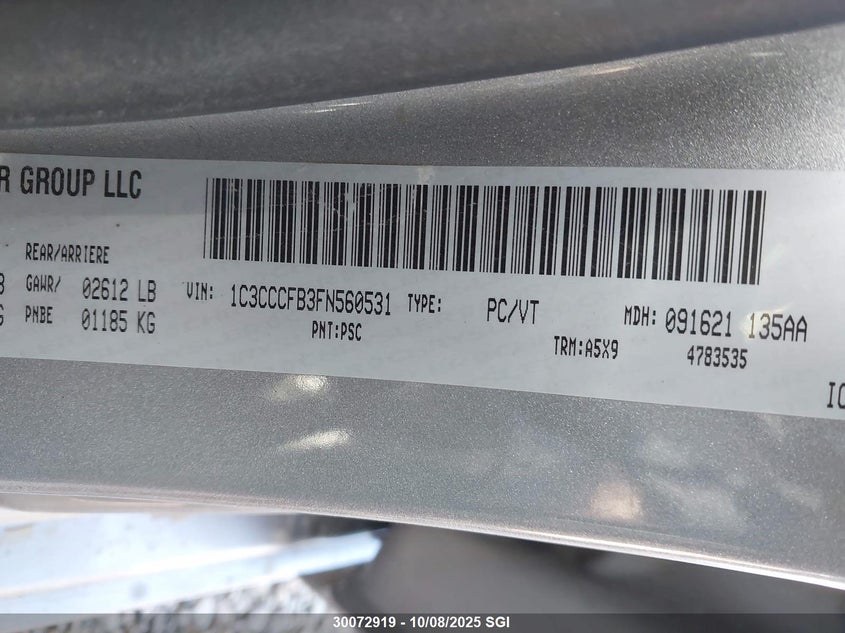 R GROUP LLC
REAR/ARRIERE
GAWR/ 02612 LB
PNBE 01185 KG
VIN: 1C3CCCFB3FN560531 TYPE: PC/VT MDH: 091621 135AA
PNT:PSC TRM:A5X9 4783535
30072919 - 10/08/2025 SGI